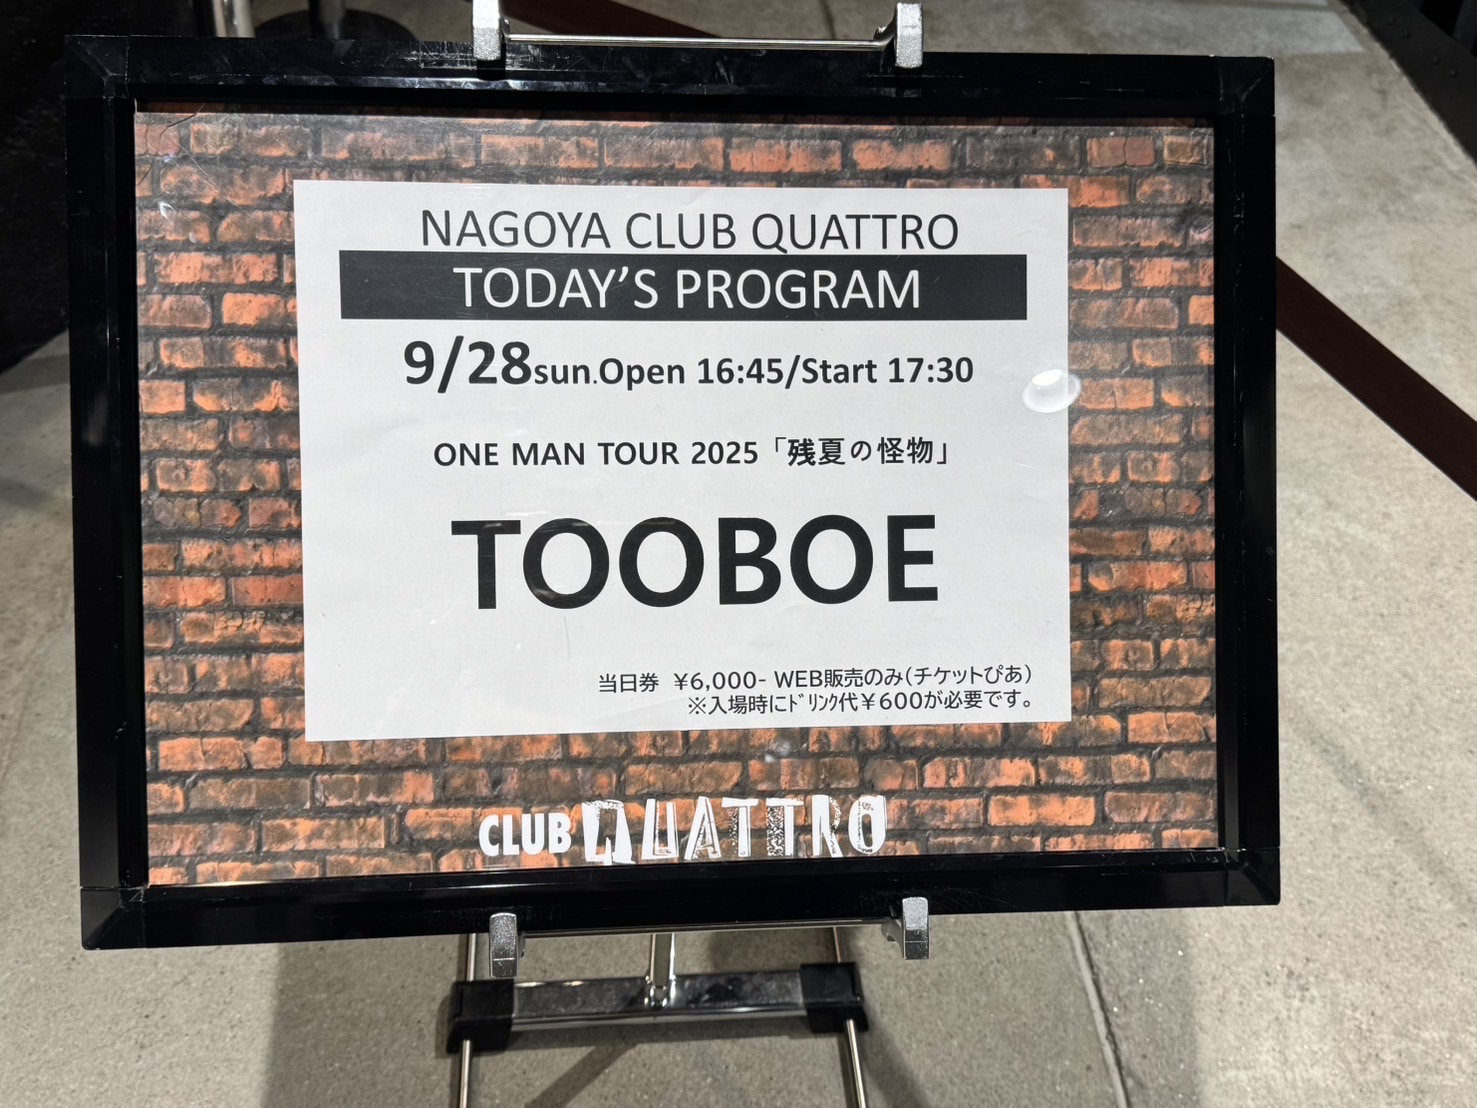 NAGOYA CLUB QUATTRO
TODAY'S PROGRAM
9/28sun.Open 16:45/Start 17:30
ONE MAN TOUR 2025「残夏の怪物」
TOOBOE
当日券 ¥6,000- WEB販売のみ(チケットぴあ)
※入場時にﾄﾞﾘﾝｸ代¥600が必要です。
CLUB QUATTRO